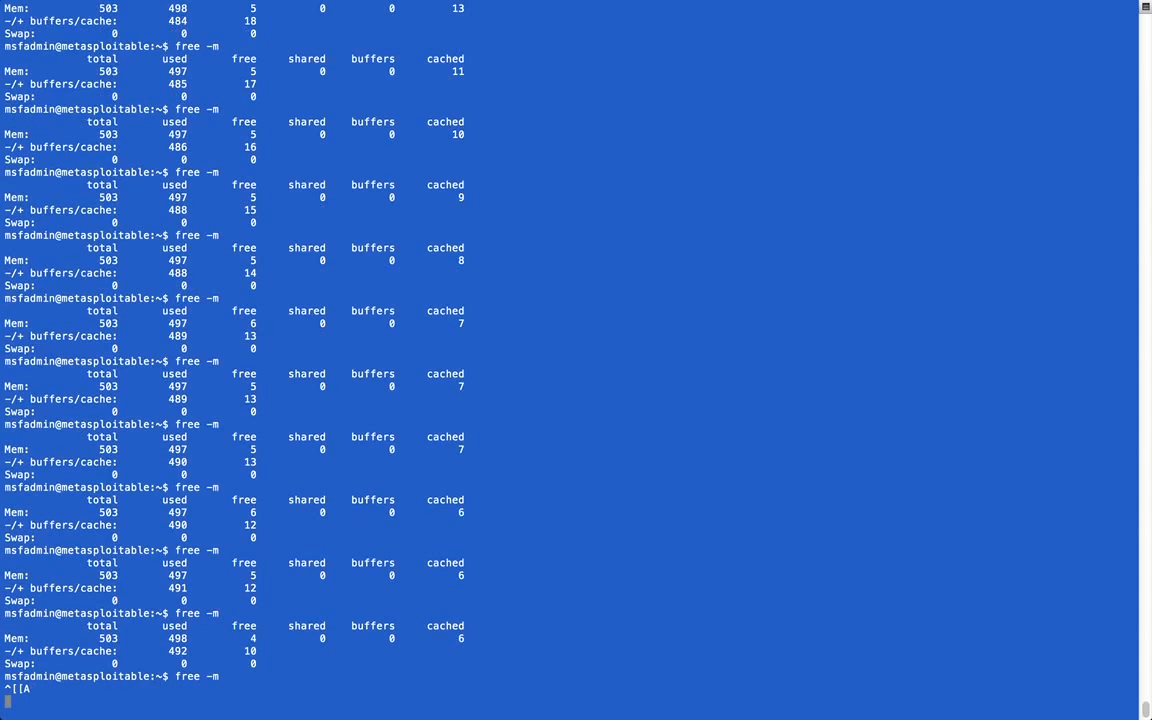 Mem:           503        498          5          0          0         13
-/+ buffers/cache:        484         18
Swap:            0          0          0
msfadmin@metasploitable:~$ free -m
             total       used       free     shared    buffers     cached
Mem:           503        497          5          0          0         11
-/+ buffers/cache:        485         17
Swap:            0          0          0
msfadmin@metasploitable:~$ free -m
             total       used       free     shared    buffers     cached
Mem:           503        497          5          0          0         10
-/+ buffers/cache:        486         16
Swap:            0          0          0
msfadmin@metasploitable:~$ free -m
             total       used       free     shared    buffers     cached
Mem:           503        497          5          0          0          9
-/+ buffers/cache:        488         15
Swap:            0          0          0
msfadmin@metasploitable:~$ free -m
             total       used       free     shared    buffers     cached
Mem:           503        497          5          0          0          8
-/+ buffers/cache:        488         14
Swap:            0          0          0
msfadmin@metasploitable:~$ free -m
             total       used       free     shared    buffers     cached
Mem:           503        497          6          0          0          7
-/+ buffers/cache:        489         13
Swap:            0          0          0
msfadmin@metasploitable:~$ free -m
             total       used       free     shared    buffers     cached
Mem:           503        497          5          0          0          7
-/+ buffers/cache:        489         13
Swap:            0          0          0
msfadmin@metasploitable:~$ free -m
             total       used       free     shared    buffers     cached
Mem:           503        497          5          0          0          7
-/+ buffers/cache:        490         13
Swap:            0          0          0
msfadmin@metasploitable:~$ free -m
             total       used       free     shared    buffers     cached
Mem:           503        497          6          0          0          6
-/+ buffers/cache:        490         12
Swap:            0          0          0
msfadmin@metasploitable:~$ free -m
             total       used       free     shared    buffers     cached
Mem:           503        497          5          0          0          6
-/+ buffers/cache:        491         12
Swap:            0          0          0
msfadmin@metasploitable:~$ free -m
             total       used       free     shared    buffers     cached
Mem:           503        498          4          0          0          6
-/+ buffers/cache:        492         10
Swap:            0          0          0
msfadmin@metasploitable:~$ free -m
^[[A